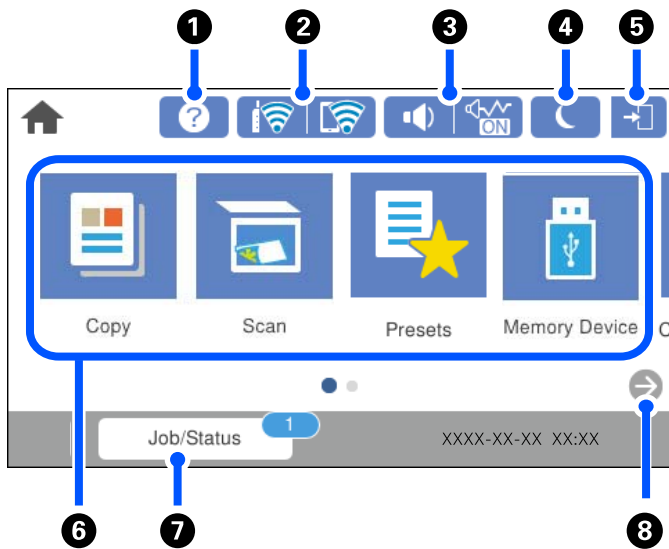 1 2 3 4 5
?
ON
Copy Scan Presets Memory Device C
Job/Status 1 XXXX-XX-XX XX:XX
6 7 8